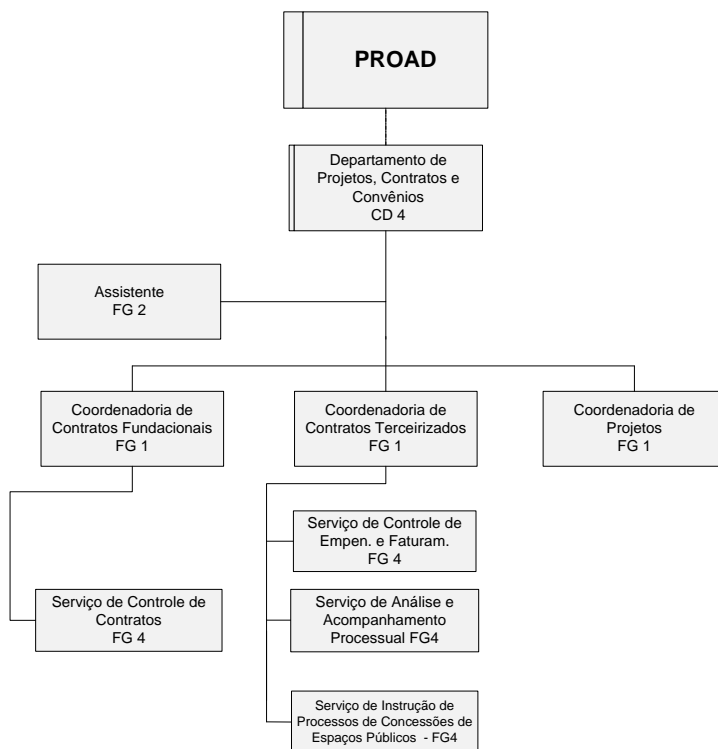 PROAD
Departamento de
Projetos, Contratos e
Convênios
CD 4
Assistente
FG 2
Coordenadoria de
Contratos Fundacionais
FG 1
Coordenadoria de
Contratos Terceirizados
FG 1
Coordenadoria de
Projetos
FG 1
Serviço de Controle de
Empen. e Faturam.
FG 4
Serviço de Controle de
Contratos
FG 4
Serviço de Análise e
Acompanhamento
Processual FG4
Serviço de Instrução de
Processos de Concessões de
Espaços Públicos - FG4